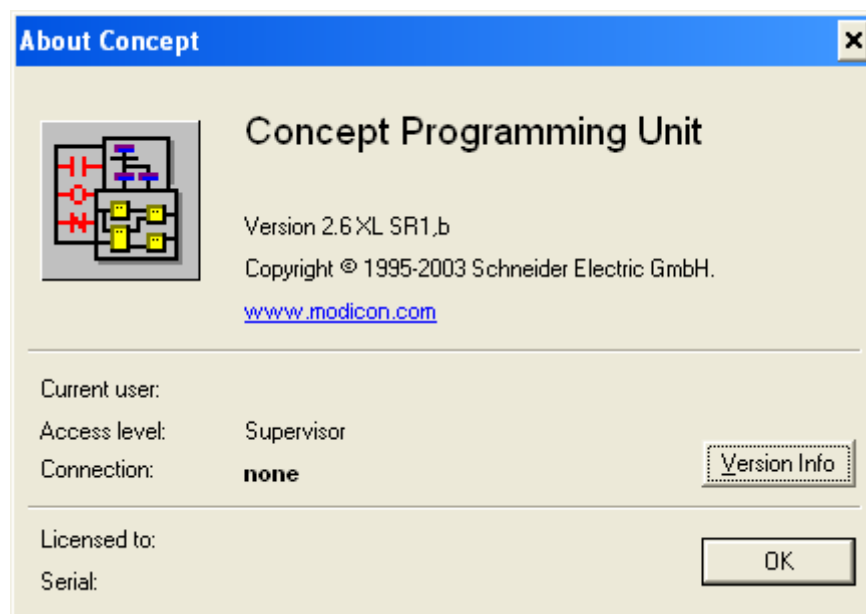 About Concept
Concept Programming Unit
Version 2.6 XL SR1,b
Copyright © 1995-2003 Schneider Electric GmbH.
www.modicon.com
Current user:
Access level: Supervisor
Connection: none
Version Info
Licensed to:
OK
Serial: